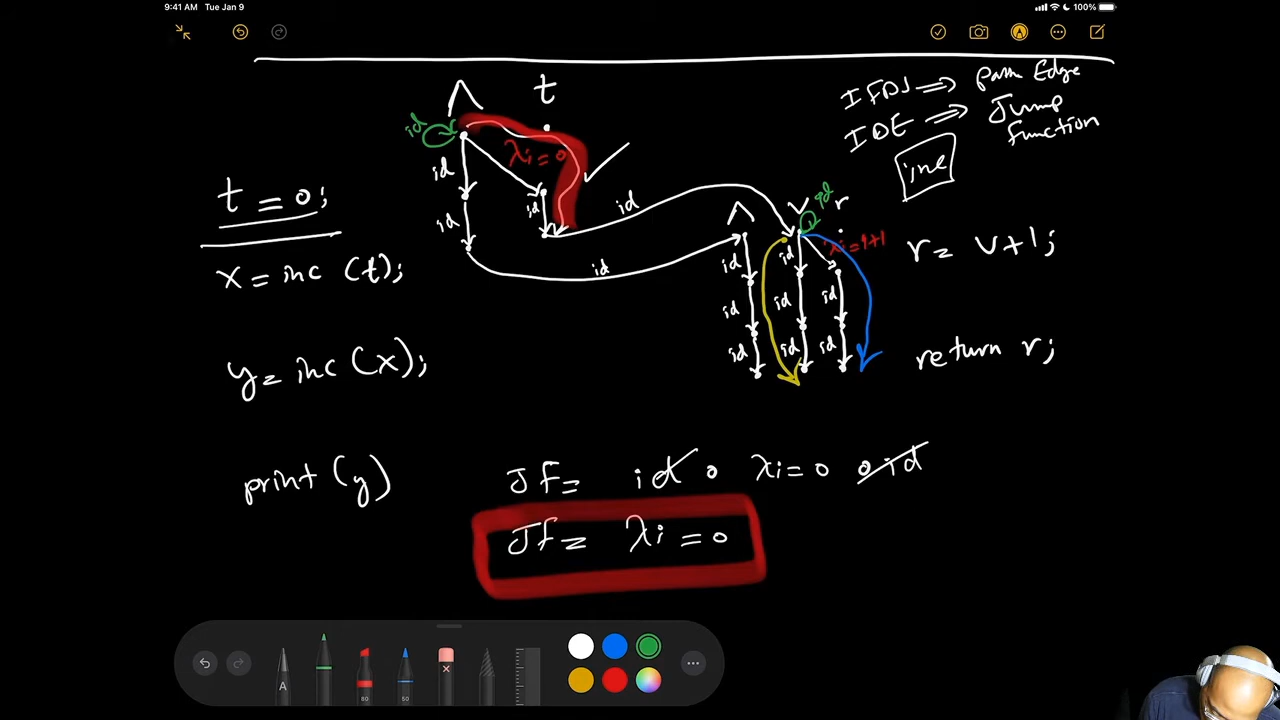 9:41 AM Tue Jan 9
100%
Λ t
IFDS => Path Edge
IDE => Jump Function
inc
id
λi=0
id
id
id
id
id
Λ V r
id
λi=i+1
id id id
id id id
id id
t=0;
x=inc(t);
y=inc(x);
print(y)
r=v+1;
return r;
JF= id ∘ λi=0 ∘ id
JF= λi=0
A
80
50